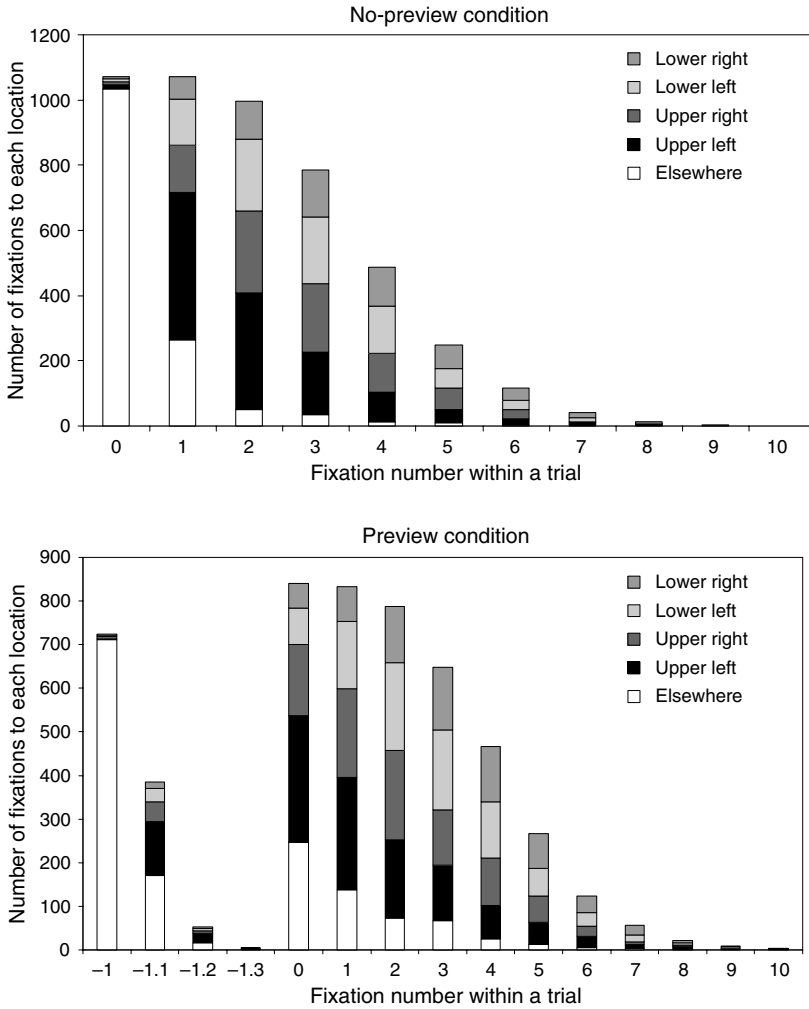 No-preview condition
Number of fixations to each location
1200
1000
800
600
400
200
0
Lower right
Lower left
Upper right
Upper left
Elsewhere
0 1 2 3 4 5 6 7 8 9 10
Fixation number within a trial
Preview condition
Number of fixations to each location
900
800
700
600
500
400
300
200
100
0
Lower right
Lower left
Upper right
Upper left
Elsewhere
–1 –1.1 –1.2 –1.3 0 1 2 3 4 5 6 7 8 9 10
Fixation number within a trial